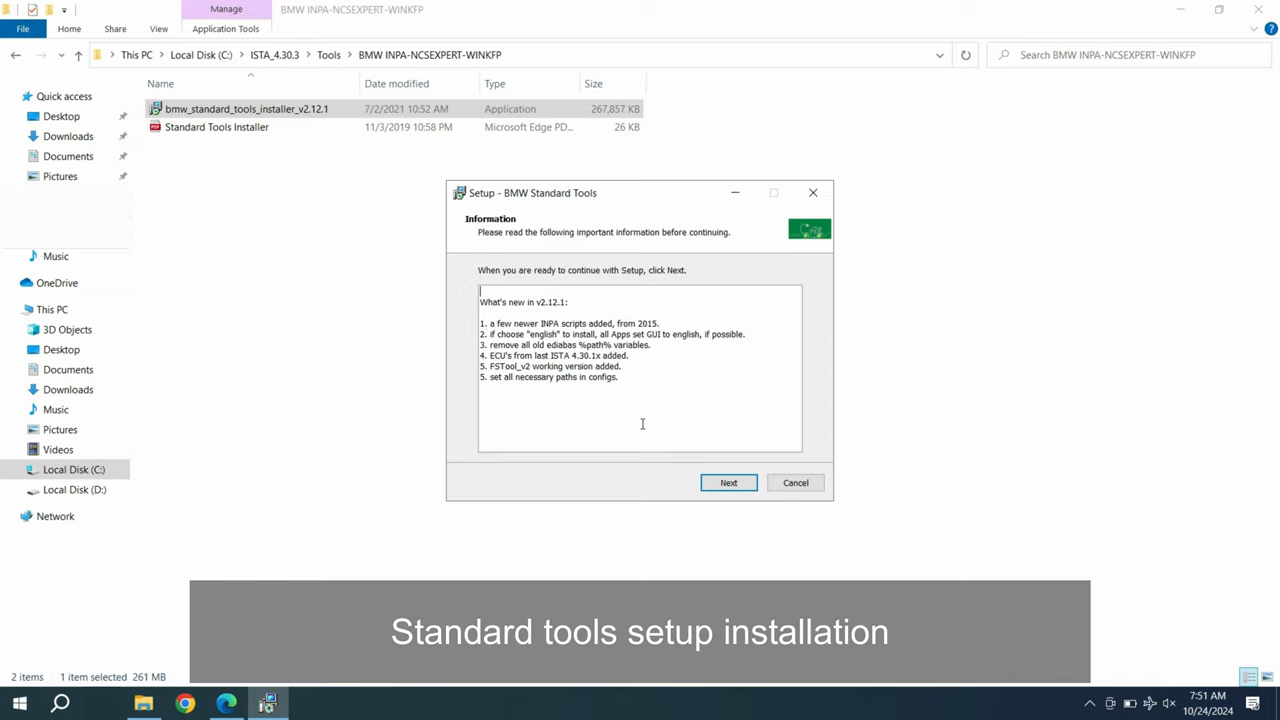 Manage
BMW INPA-NCSEXPERT-WINKFP
File
Home
Share
View
Application Tools
This PC
Local Disk (C:)
ISTA_4.30.3
Tools
BMW INPA-NCSEXPERT-WINKFP
Search BMW INPA-NCSEXPERT-WINKFP
Name
Date modified
Type
Size
Quick access
Desktop
Downloads
Documents
Pictures
Music
OneDrive
This PC
3D Objects
Desktop
Documents
Downloads
Music
Pictures
Videos
Local Disk (C:)
Local Disk (D:)
Network
bmw_standard_tools_installer_v2.12.1 7/2/2021 10:52 AM Application 267,857 KB
Standard Tools Installer 11/3/2019 10:58 PM Microsoft Edge PD... 26 KB
Setup - BMW Standard Tools
Information
Please read the following important information before continuing.
When you are ready to continue with Setup, click Next.
What's new in v2.12.1:
1. a few newer INPA scripts added, from 2015.
2. if choose "english" to install, all Apps set GUI to english, if possible.
3. remove all old ediabas %path% variables.
4. ECU's from last ISTA 4.30.1x added.
5. FSTool_v2 working version added.
5. set all necessary paths in configs.
Next
Cancel
Standard tools setup installation
2 items
1 item selected 261 MB
7:51 AM
10/24/2024